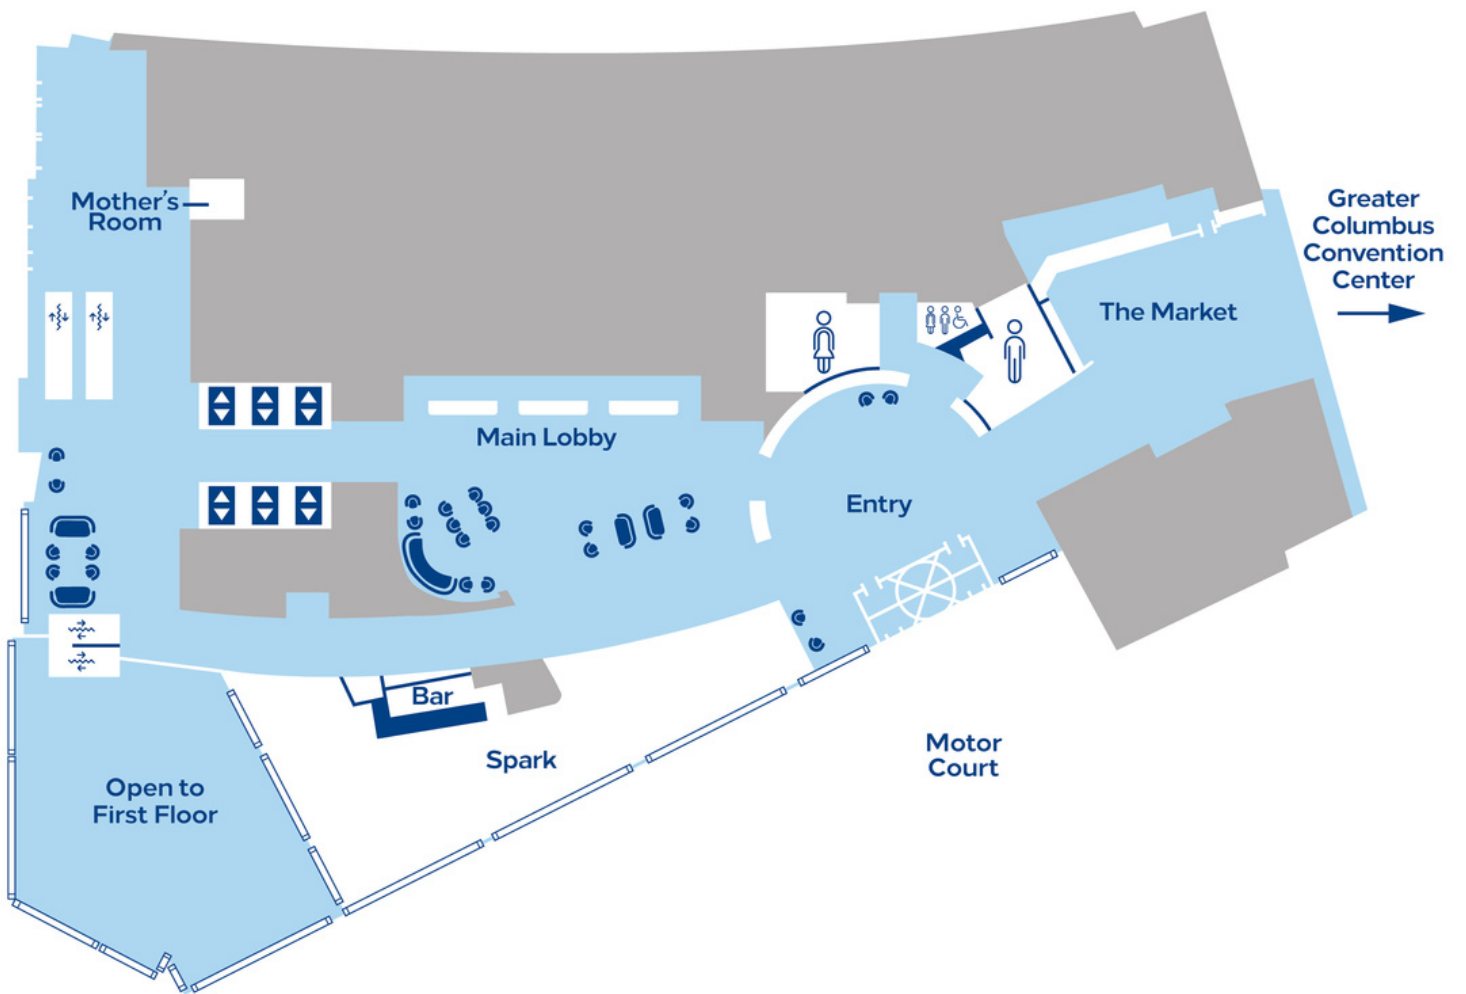 Mother's
Room
Greater
Columbus
Convention
Center
The Market
Main Lobby
Entry
Bar
Spark
Motor
Court
Open to
First Floor